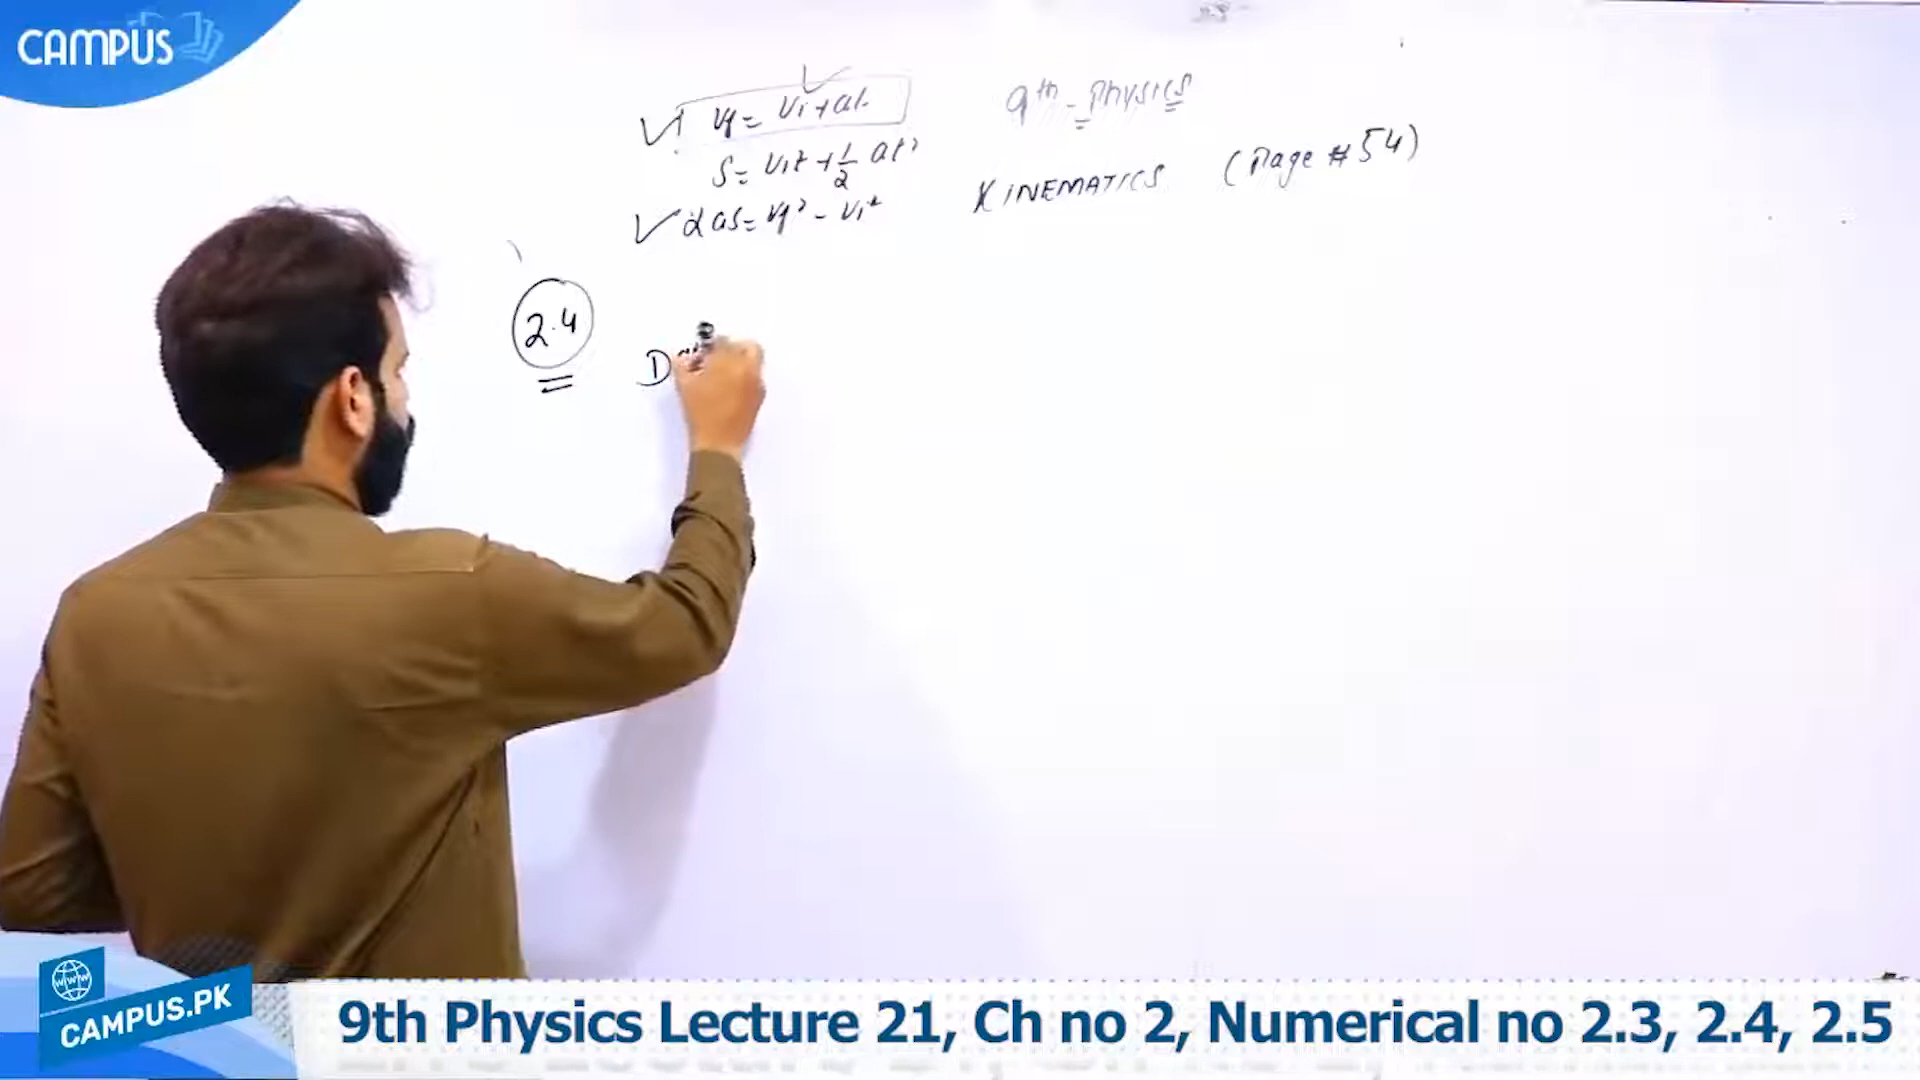 CAMPUS
Vf = Vi + at
S = Vit + 1/2 at²
2as = Vf² - Vi²
9th - Physics
KINEMATICS (Page # 54)
2.4
D
www
CAMPUS.PK
9th Physics Lecture 21, Ch no 2, Numerical no 2.3, 2.4, 2.5